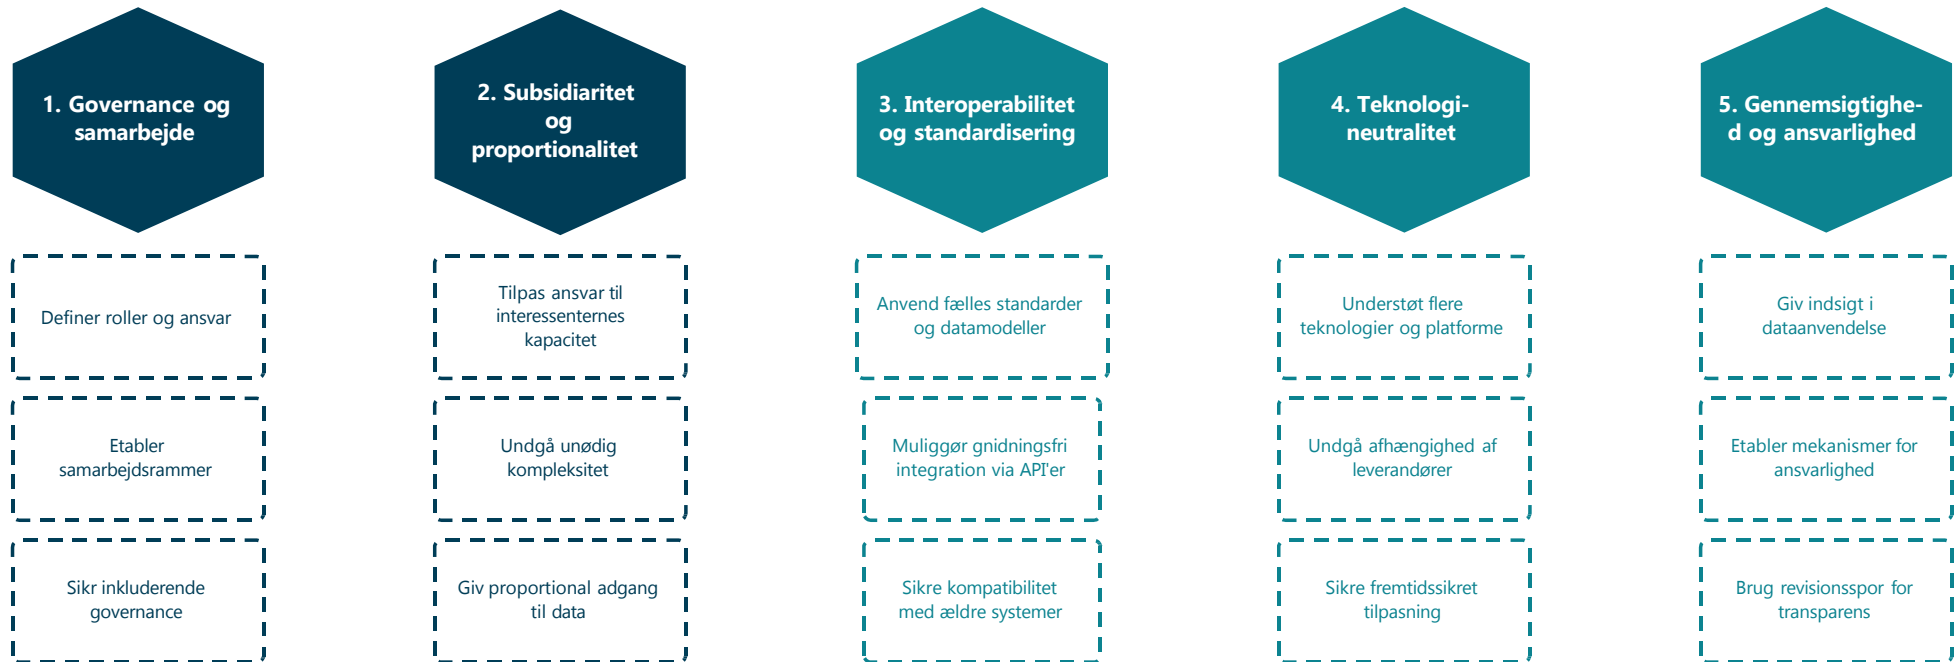 1. Governance og
samarbejde
2. Subsidiaritet
og
proportionalitet
3. Interoperabilitet
og standardisering
4. Teknologi-
neutralitet
5. Gennemsigtighe-
d og ansvarlighed
Definer roller og ansvar
Tilpas ansvar til
interessenternes
kapacitet
Anvend fælles standarder
og datamodeller
Understøt flere
teknologier og platforme
Giv indsigt i
dataanvendelse
Etabler
samarbejdsrammer
Undgå unødig
kompleksitet
Muliggør gnidningsfri
integration via API'er
Undgå afhængighed af
leverandører
Etabler mekanismer for
ansvarlighed
Sikr inkluderende
governance
Giv proportional adgang
til data
Sikre kompatibilitet
med ældre systemer
Sikre fremtidssikret
tilpasning
Brug revisionsspor for
transparens